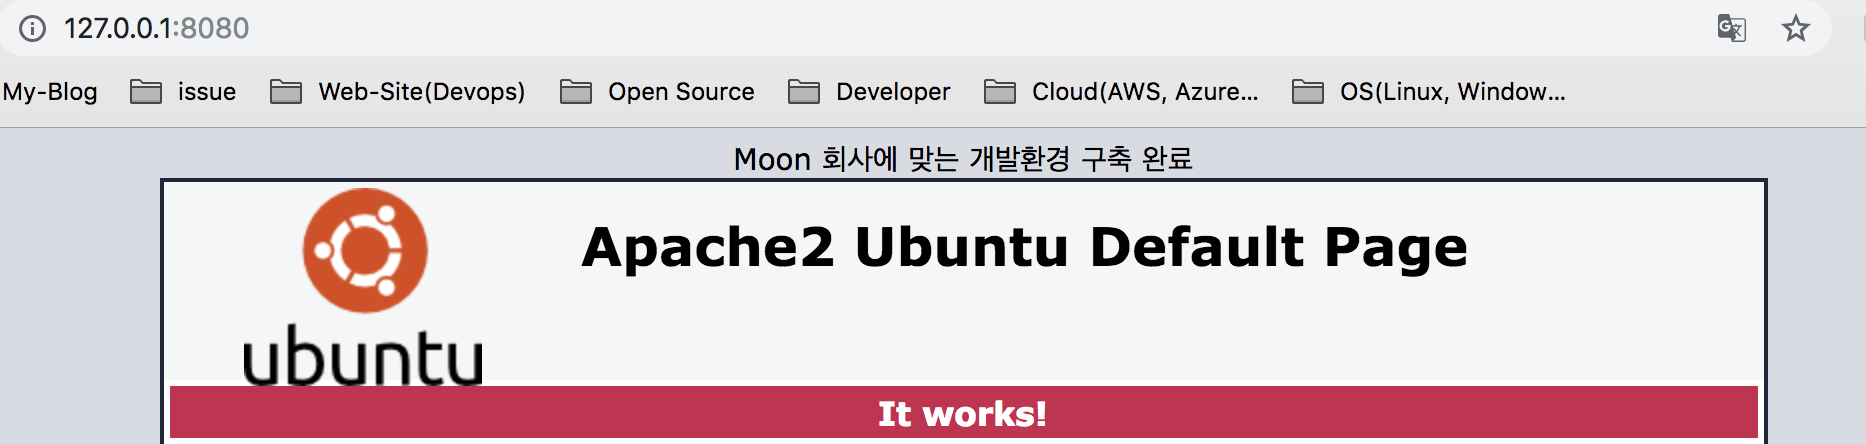 127.0.0.1:8080
My-Blog issue Web-Site(Devops) Open Source Developer Cloud(AWS, Azure... OS(Linux, Window...
Moon 회사에 맞는 개발환경 구축 완료
Apache2 Ubuntu Default Page
ubuntu
It works!